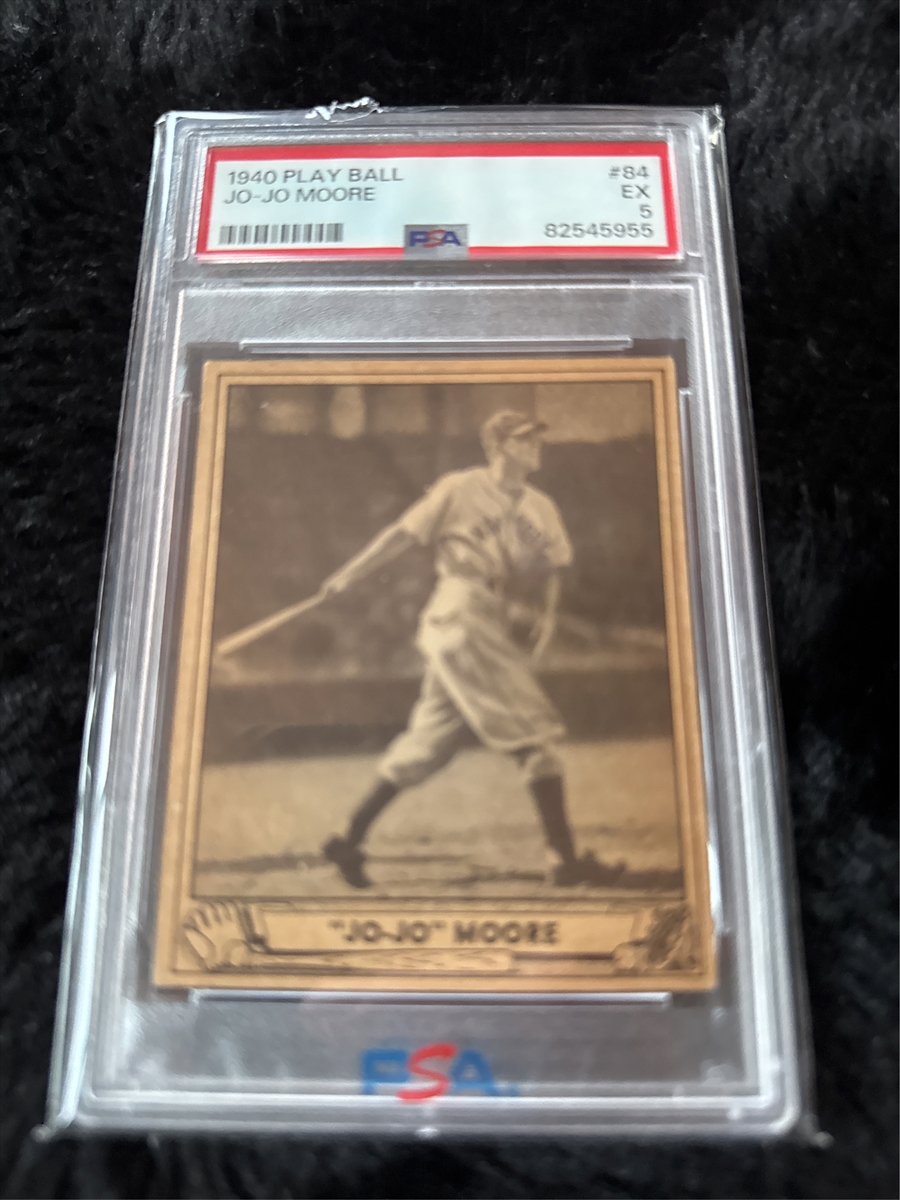 1940 PLAY BALL #84
JO-JO MOORE EX
5
82545955
PSA
"JO-JO" MOORE
PSA